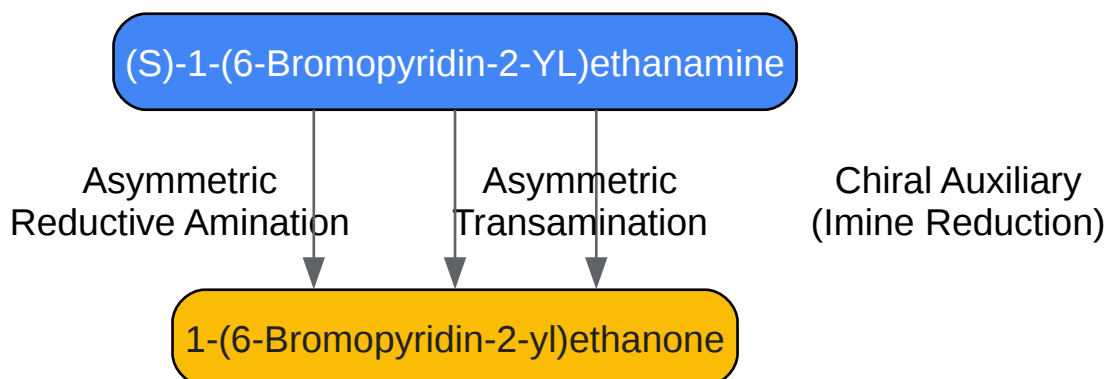 (S)-1-(6-Bromopyridin-2-YL)ethanamine
Asymmetric
Reductive Amination
Asymmetric
Transamination
Chiral Auxiliary
(Imine Reduction)
1-(6-Bromopyridin-2-yl)ethanone